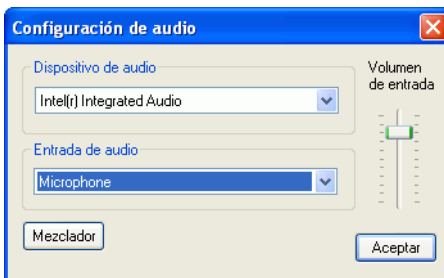 Configuración de audio
Dispositivo de audio
Intel(r) Integrated Audio
Volumen
de entrada
Entrada de audio
Microphone
Mezclador
Aceptar